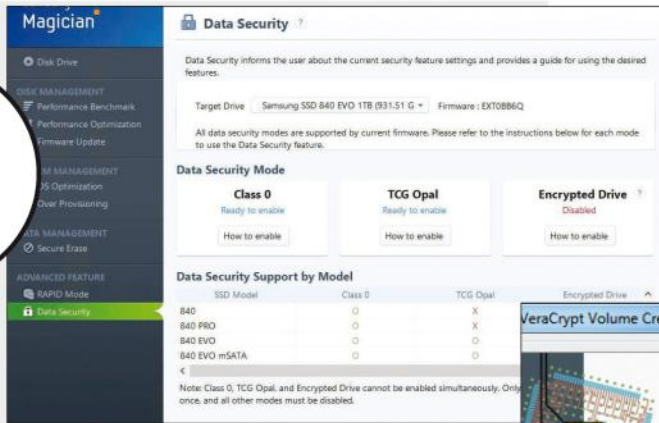 Magician
Disk Drive
DISK MANAGEMENT
Performance Benchmark
Performance Optimization
Firmware Update
MANAGEMENT
OS Optimization
Over Provisioning
MANAGEMENT
Secure Erase
ADVANCED FEATURE
RAPID Mode
Data Security
Data Security ?
Data Security informs the user about the current security feature settings and provides a guide for using the desired
features.
Target Drive Samsung SSD 840 EVO 1TB (931.51 G Firmware : EXT0BB6Q
All data security modes are supported by current firmware. Please refer to the instructions below for each mode
to use the Data Security feature.
Data Security Mode
Class 0 TCG Opal Encrypted Drive ?
Ready to enable Ready to enable Disabled
How to enable How to enable How to enable
Data Security Support by Model
SSD Model Class 0 TCG Opal Encrypted Drive
840 O X
840 PRO O X
840 EVO O O
840 EVO mSATA O O
Note: Class 0, TCG Opal, and Encrypted Drive cannot be enabled simultaneously. Only
once, and all other modes must be disabled.
VeraCrypt Volume Cre